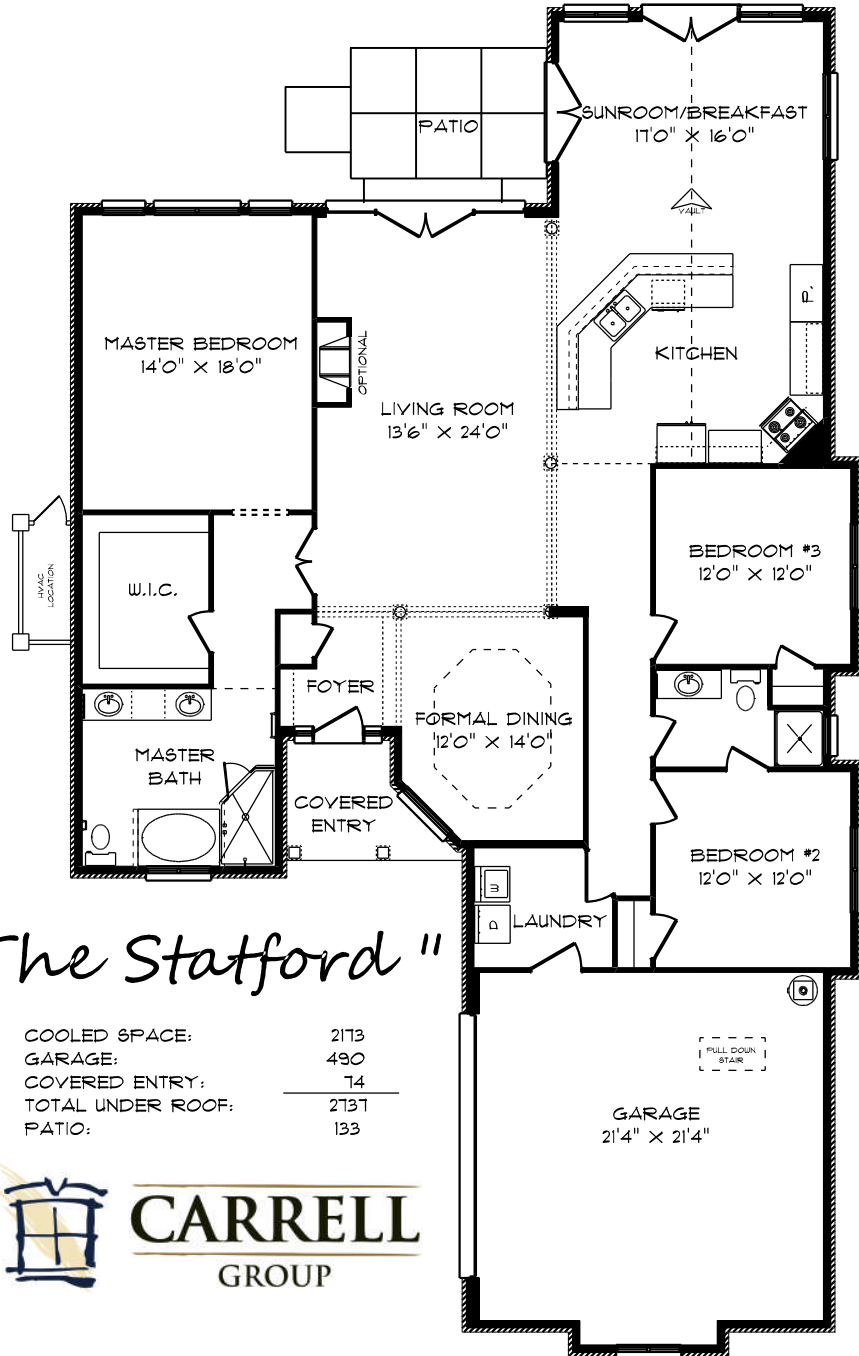 SUNROOM/BREAKFAST
17'0" X 16'0"
PATIO
VAULT
P.
MASTER BEDROOM
14'0" X 18'0"
OPTIONAL
KITCHEN
LIVING ROOM
13'6" X 24'0"
BEDROOM #3
12'0" X 12'0"
HVAC
LOCATION
W.I.C.
FOYER
FORMAL DINING
12'0" X 14'0"
MASTER
BATH
COVERED
ENTRY
BEDROOM #2
12'0" X 12'0"
W
D
LAUNDRY
The Statford "
COOLED SPACE: 2173
GARAGE: 490
COVERED ENTRY: 74
TOTAL UNDER ROOF: 2737
PATIO: 133
PULL DOWN
STAIR
GARAGE
21'4" X 21'4"
CARRELL
GROUP